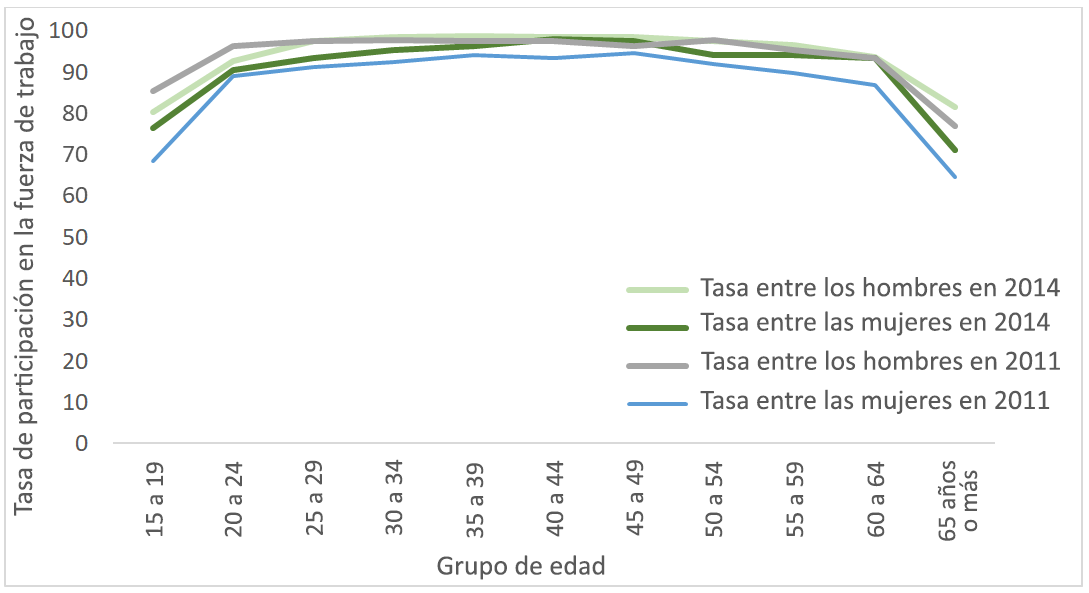 Tasa de participación en la fuerza de trabajo
100
90
80
70
60
50
40
30
20
10
0
Tasa entre los hombres en 2014
Tasa entre las mujeres en 2014
Tasa entre los hombres en 2011
Tasa entre las mujeres en 2011
15 a 19
20 a 24
25 a 29
30 a 34
35 a 39
40 a 44
45 a 49
50 a 54
55 a 59
60 a 64
65 años
o más
Grupo de edad